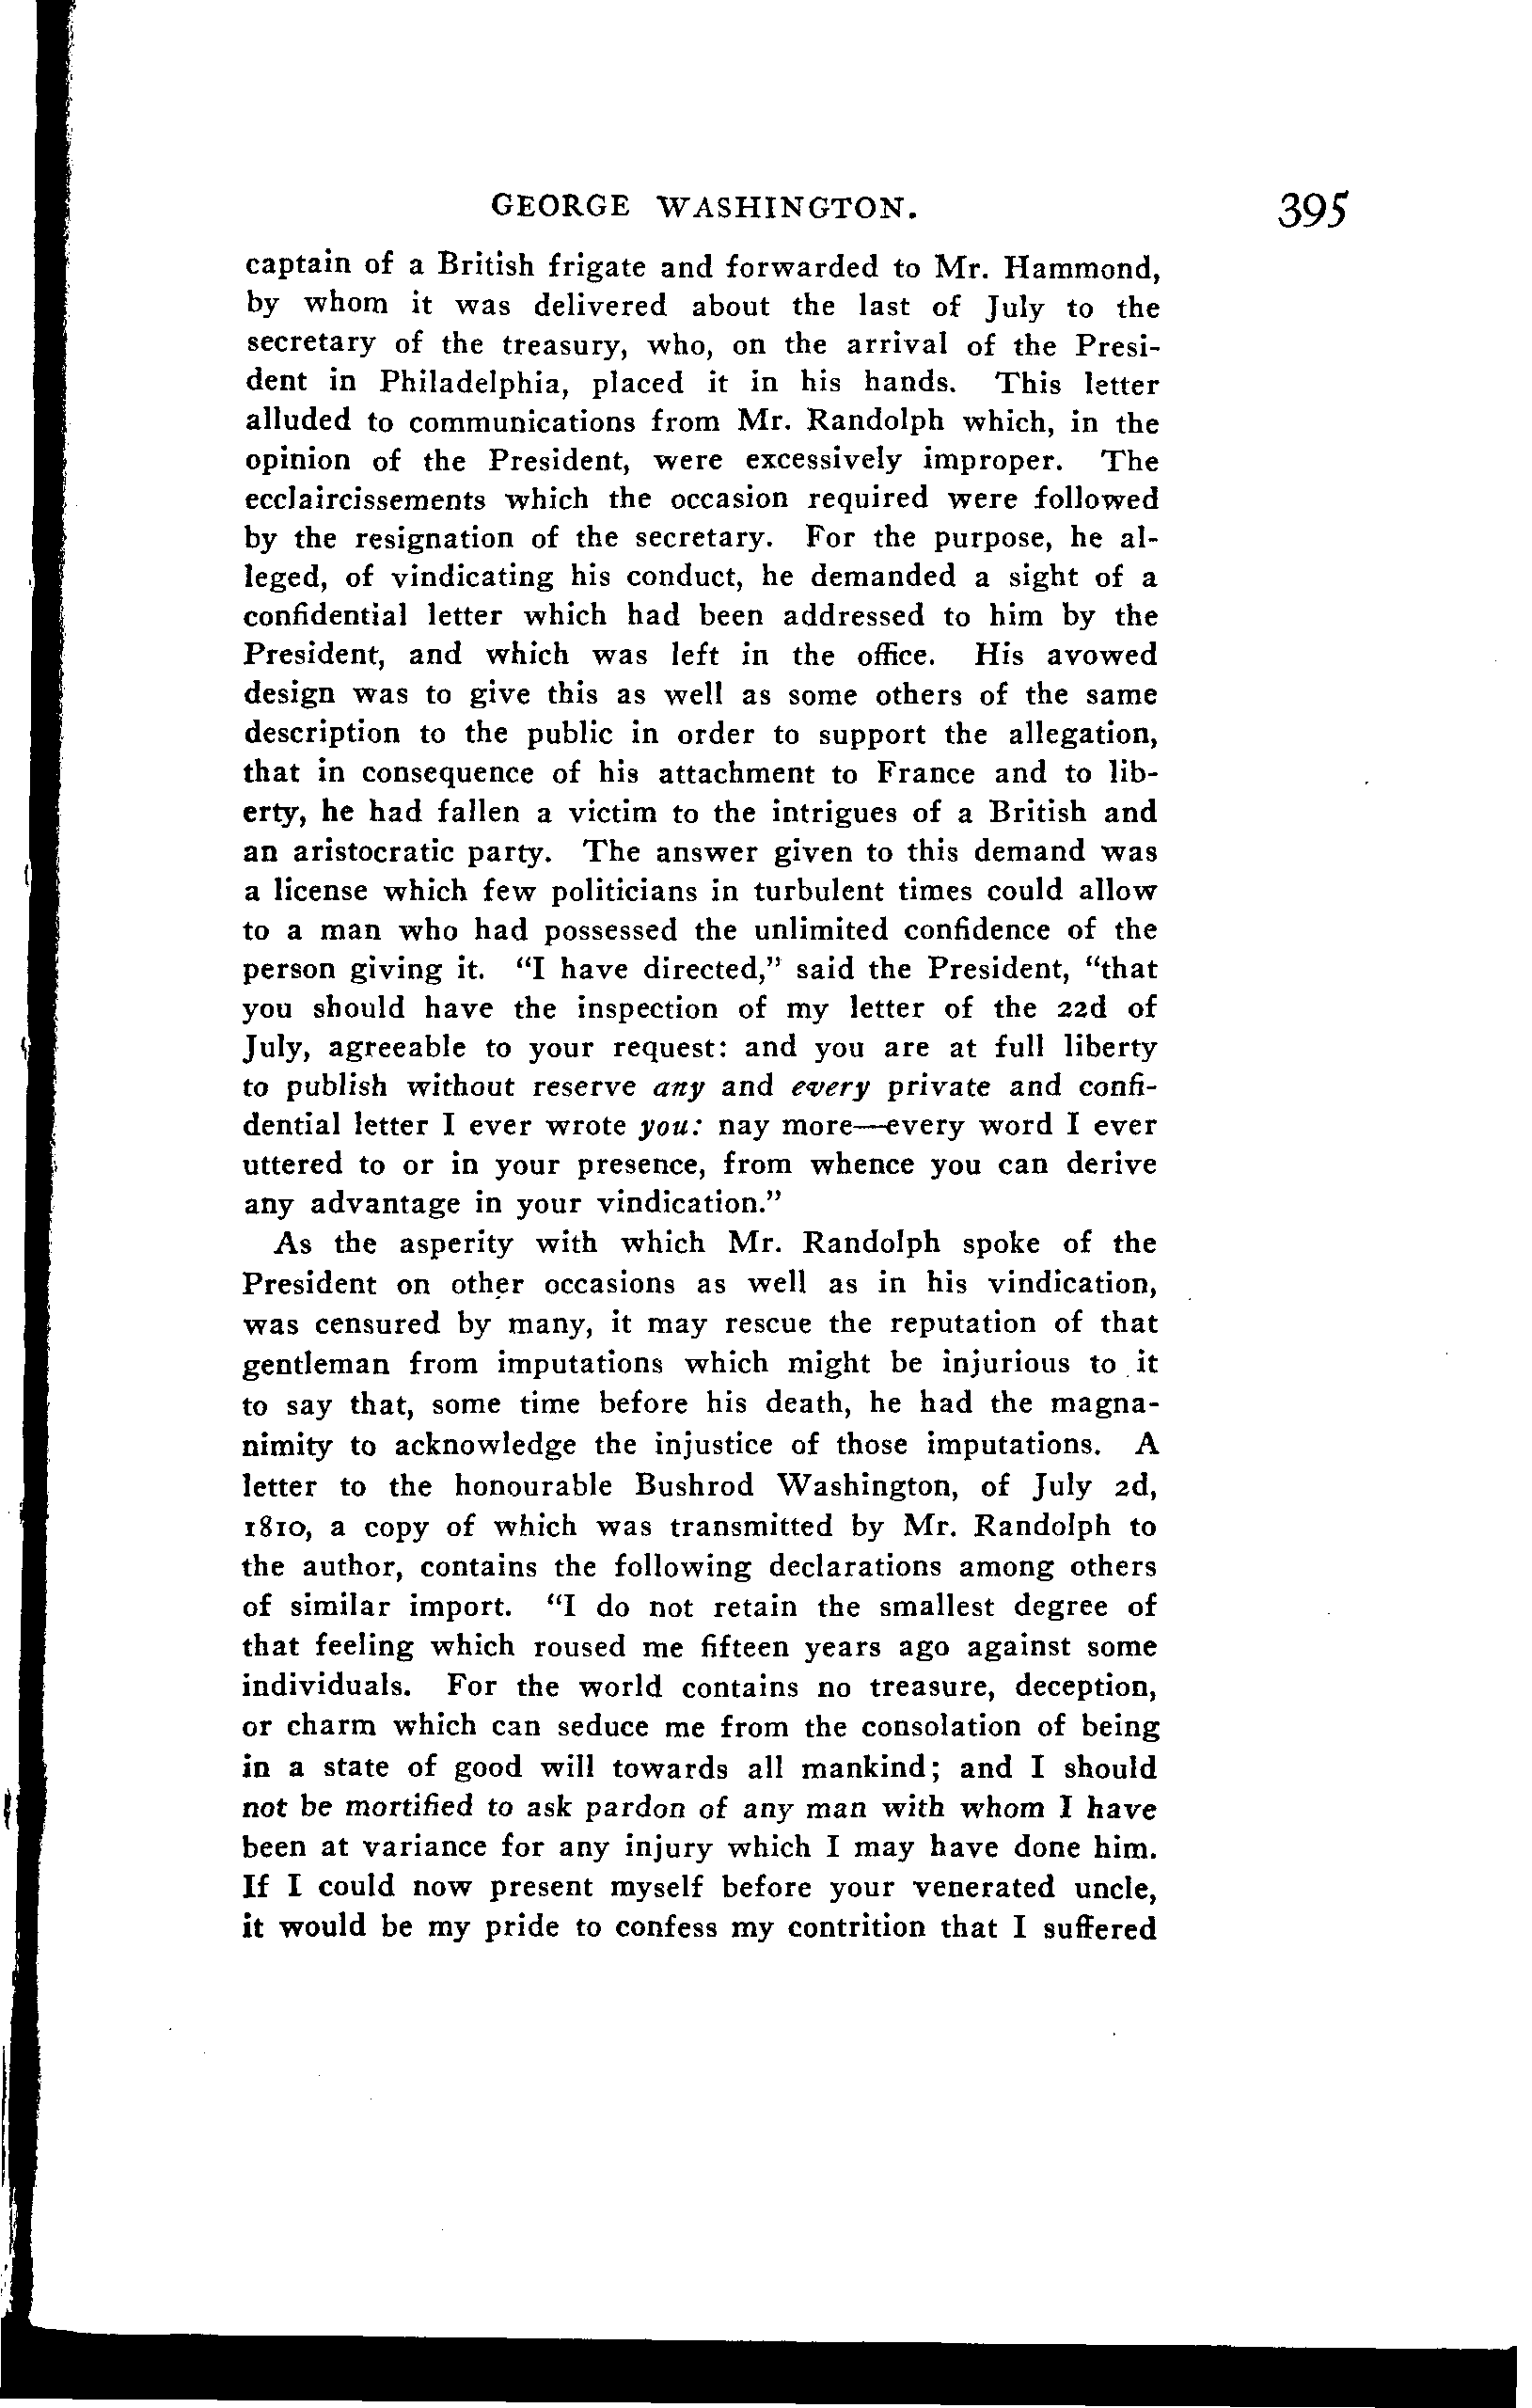 GEORGE WASHINGTON. 395
captain of a British frigate and forwarded to Mr. Hammond,
by whom it was delivered about the last of July to the
secretary of the treasury, who, on the arrival of the Presi-
dent in Philadelphia, placed it in his hands. This letter
alluded to communications from Mr. Randolph which, in the
opinion of the President, were excessively improper. The
ecclaircissements which the occasion required were followed
by the resignation of the secretary. For the purpose, he al-
leged, of vindicating his conduct, he demanded a sight of a
confidential letter which had been addressed to him by the
President, and which was left in the office. His avowed
design was to give this as well as some others of the same
description to the public in order to support the allegation,
that in consequence of his attachment to France and to lib-
erty, he had fallen a victim to the intrigues of a British and
an aristocratic party. The answer given to this demand was
a license which few politicians in turbulent times could allow
to a man who had possessed the unlimited confidence of the
person giving it. "I have directed," said the President, "that
you should have the inspection of my letter of the 22d of
July, agreeable to your request: and you are at full liberty
to publish without reserve any and every private and confi-
dential letter I ever wrote you: nay more—every word I ever
uttered to or in your presence, from whence you can derive
any advantage in your vindication."
As the asperity with which Mr. Randolph spoke of the
President on other occasions as well as in his vindication,
was censured by many, it may rescue the reputation of that
gentleman from imputations which might be injurious to it
to say that, some time before his death, he had the magna-
nimity to acknowledge the injustice of those imputations. A
letter to the honourable Bushrod Washington, of July 2d,
1810, a copy of which was transmitted by Mr. Randolph to
the author, contains the following declarations among others
of similar import. "I do not retain the smallest degree of
that feeling which roused me fifteen years ago against some
individuals. For the world contains no treasure, deception,
or charm which can seduce me from the consolation of being
in a state of good will towards all mankind; and I should
not be mortified to ask pardon of any man with whom I have
been at variance for any injury which I may have done him.
If I could now present myself before your venerated uncle,
it would be my pride to confess my contrition that I suffered